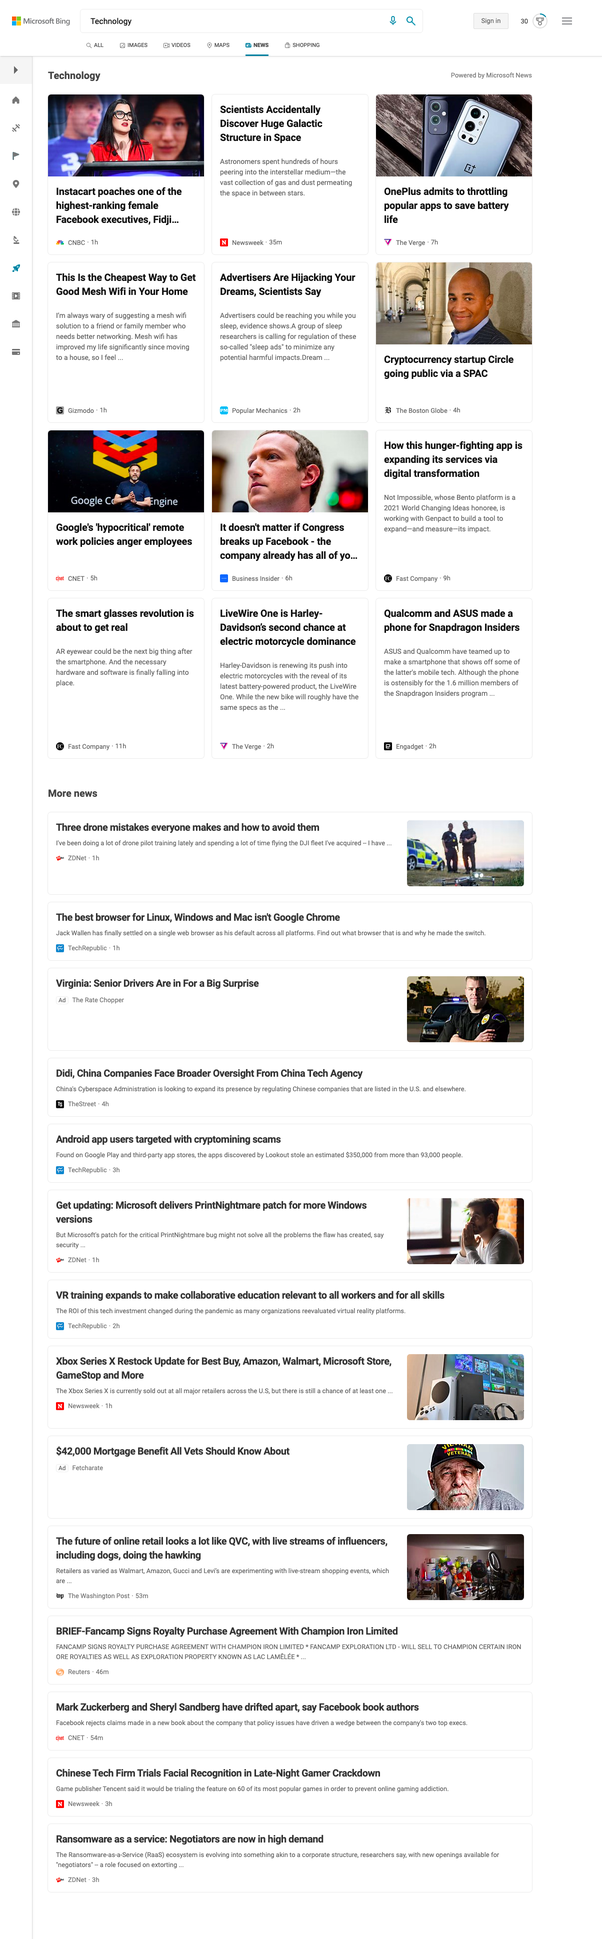 Microsoft Bing
Technology
Sign in
30
ALL
IMAGES
VIDEOS
MAPS
NEWS
SHOPPING
Technology
Powered by Microsoft News
Instacart poaches one of the
highest-ranking female
Facebook executives, Fidji...
CNBC · 1h
Scientists Accidentally
Discover Huge Galactic
Structure in Space
Astronomers spent hundreds of hours
peering into the interstellar medium—the
vast collection of gas and dust permeating
the space in between stars.
Newsweek · 35m
OnePlus admits to throttling
popular apps to save battery
life
The Verge · 7h
This Is the Cheapest Way to Get
Good Mesh Wifi in Your Home
I'm always wary of suggesting a mesh wifi
solution to a friend or family member who
needs better networking. Mesh wifi has
improved my life significantly since moving
to a house, so I feel ...
Gizmodo · 1h
Advertisers Are Hijacking Your
Dreams, Scientists Say
Advertisers could be reaching you while you
sleep, evidence shows.A group of sleep
researchers is calling for regulation of these
so-called "sleep ads" to minimize any
potential harmful impacts.Dream ...
Popular Mechanics · 2h
Cryptocurrency startup Circle
going public via a SPAC
The Boston Globe · 4h
Google Co   Engine
Google's 'hypocritical' remote
work policies anger employees
CNET · 5h
It doesn't matter if Congress
breaks up Facebook - the
company already has all of yo...
Business Insider · 6h
How this hunger-fighting app is
expanding its services via
digital transformation
Not Impossible, whose Bento platform is a
2021 World Changing Ideas honoree, is
working with Genpact to build a tool to
expand—and measure—its impact.
Fast Company · 9h
The smart glasses revolution is
about to get real
AR eyewear could be the next big thing after
the smartphone. And the necessary
hardware and software is finally falling into
place.
Fast Company · 11h
LiveWire One is Harley-
Davidson's second chance at
electric motorcycle dominance
Harley-Davidson is renewing its push into
electric motorcycles with the reveal of its
latest battery-powered product, the LiveWire
One. While the new bike will roughly have the
same specs as the ...
The Verge · 2h
Qualcomm and ASUS made a
phone for Snapdragon Insiders
ASUS and Qualcomm have teamed up to
make a smartphone that shows off some of
the latter's mobile tech. Although the phone
is ostensibly for the 1.6 million members of
the Snapdragon Insiders program ...
Engadget · 2h
More news
Three drone mistakes everyone makes and how to avoid them
I've been doing a lot of drone pilot training lately and spending a lot of time flying the DJI fleet I've acquired -- I have ...
ZDNet · 1h
The best browser for Linux, Windows and Mac isn't Google Chrome
Jack Wallen has finally settled on a single web browser as his default across all platforms. Find out what browser that is and why he made the switch.
TechRepublic · 1h
Virginia: Senior Drivers Are in For a Big Surprise
Ad The Rate Chopper
Didi, China Companies Face Broader Oversight From China Tech Agency
China's Cyberspace Administration is looking to expand its presence by regulating Chinese companies that are listed in the U.S. and elsewhere.
TheStreet · 4h
Android app users targeted with cryptomining scams
Found on Google Play and third-party app stores, the apps discovered by Lookout stole an estimated $350,000 from more than 93,000 people.
TechRepublic · 3h
Get updating: Microsoft delivers PrintNightmare patch for more Windows
versions
But Microsoft's patch for the critical PrintNightmare bug might not solve all the problems the flaw has created, say
security ...
ZDNet · 1h
VR training expands to make collaborative education relevant to all workers and for all skills
The ROI of this tech investment changed during the pandemic as many organizations reevaluated virtual reality platforms.
TechRepublic · 2h
Xbox Series X Restock Update for Best Buy, Amazon, Walmart, Microsoft Store,
GameStop and More
The Xbox Series X is currently sold out at all major retailers across the U.S, but there is still a chance of at least one ...
Newsweek · 1h
$42,000 Mortgage Benefit All Vets Should Know About
Ad Fetcharate
VIETNAM
VETERAN
The future of online retail looks a lot like QVC, with live streams of influencers,
including dogs, doing the hawking
Retailers as varied as Walmart, Amazon, Gucci and Levi's are experimenting with live-stream shopping events, which
are ...
The Washington Post · 53m
BRIEF-Fancamp Signs Royalty Purchase Agreement With Champion Iron Limited
FANCAMP SIGNS ROYALTY PURCHASE AGREEMENT WITH CHAMPION IRON LIMITED * FANCAMP EXPLORATION LTD - WILL SELL TO CHAMPION CERTAIN IRON
ORE ROYALTIES AS WELL AS EXPLORATION PROPERTY KNOWN AS LAC LAMÊLÉE * ...
Reuters · 46m
Mark Zuckerberg and Sheryl Sandberg have drifted apart, say Facebook book authors
Facebook rejects claims made in a new book about the company that policy issues have driven a wedge between the company's two top execs.
CNET · 54m
Chinese Tech Firm Trials Facial Recognition in Late-Night Gamer Crackdown
Game publisher Tencent said it would be trialing the feature on 60 of its most popular games in order to prevent online gaming addiction.
Newsweek · 3h
Ransomware as a service: Negotiators are now in high demand
The Ransomware-as-a-Service (RaaS) ecosystem is evolving into something akin to a corporate structure, researchers say, with new openings available for
"negotiators" -- a role focused on extorting ...
ZDNet · 3h